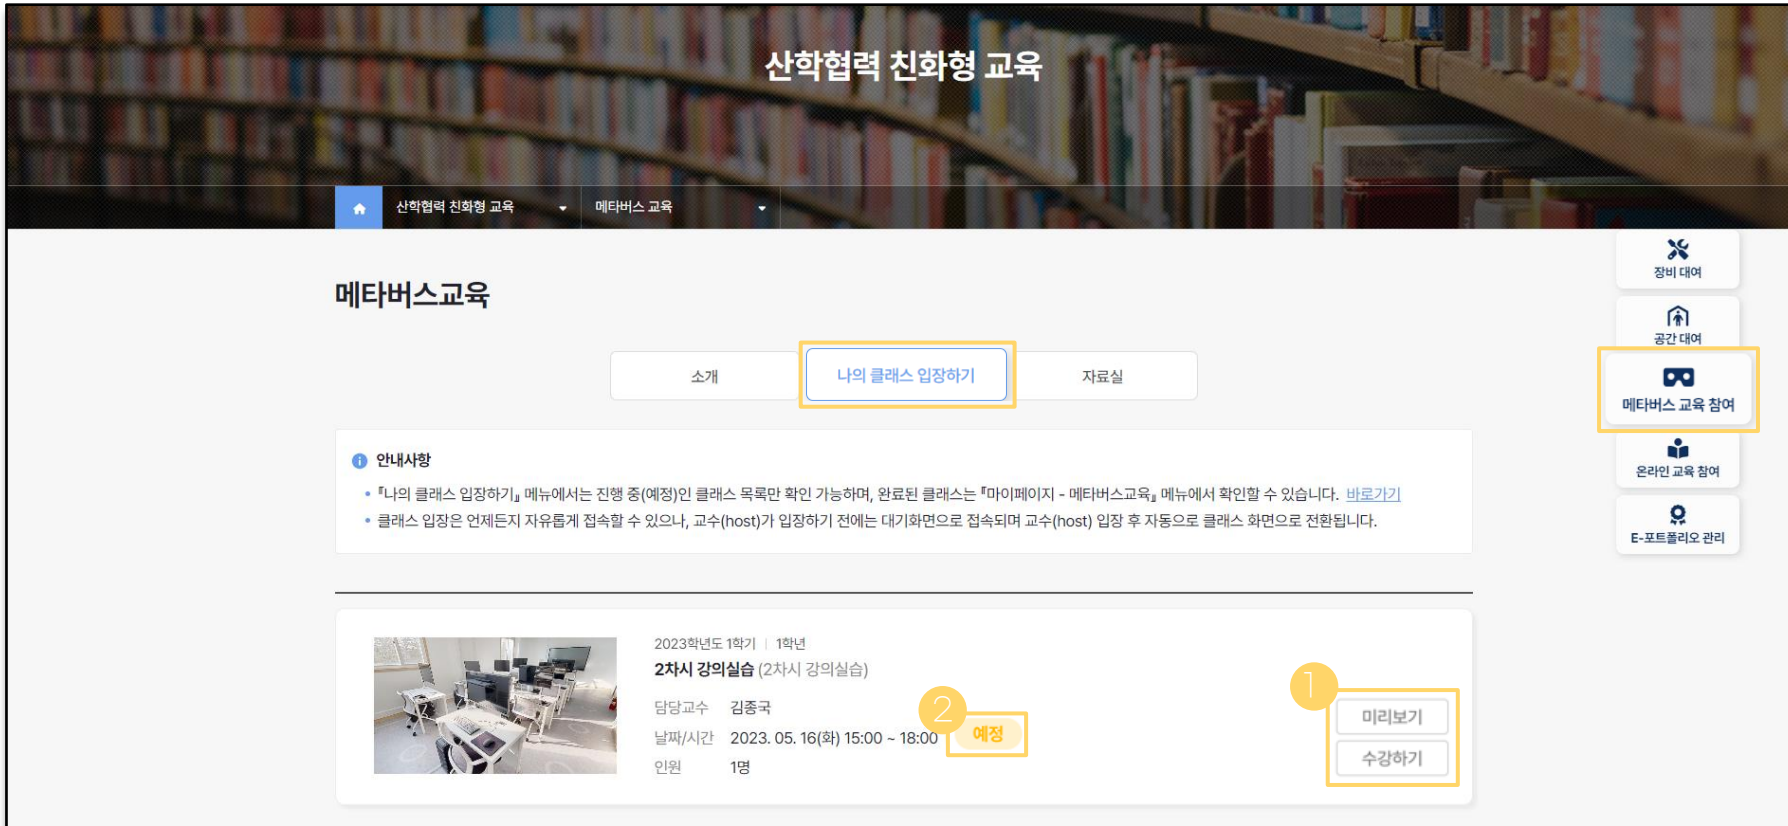 산학협력 친화형 교육
산학협력 친화형 교육
메타버스 교육
장비 대여
공간 대여
메타버스 교육 참여
온라인 교육 참여
E-포트폴리오 관리
메타버스교육
소개
나의 클래스 입장하기
자료실
안내사항
• 『나의 클래스 입장하기』 메뉴에서는 진행 중(예정)인 클래스 목록만 확인 가능하며, 완료된 클래스는 『마이페이지 - 메타버스교육』 메뉴에서 확인할 수 있습니다. 바로가기
• 클래스 입장은 언제든지 자유롭게 접속할 수 있으나, 교수(host)가 입장하기 전에는 대기화면으로 접속되며 교수(host) 입장 후 자동으로 클래스 화면으로 전환됩니다.
2023학년도 1학기 | 1학년
2차시 강의실습 (2차시 강의실습)
담당교수 김종국
날짜/시간 2023. 05. 16(화) 15:00 ~ 18:00
2
예정
인원 1명
1
미리보기
수강하기